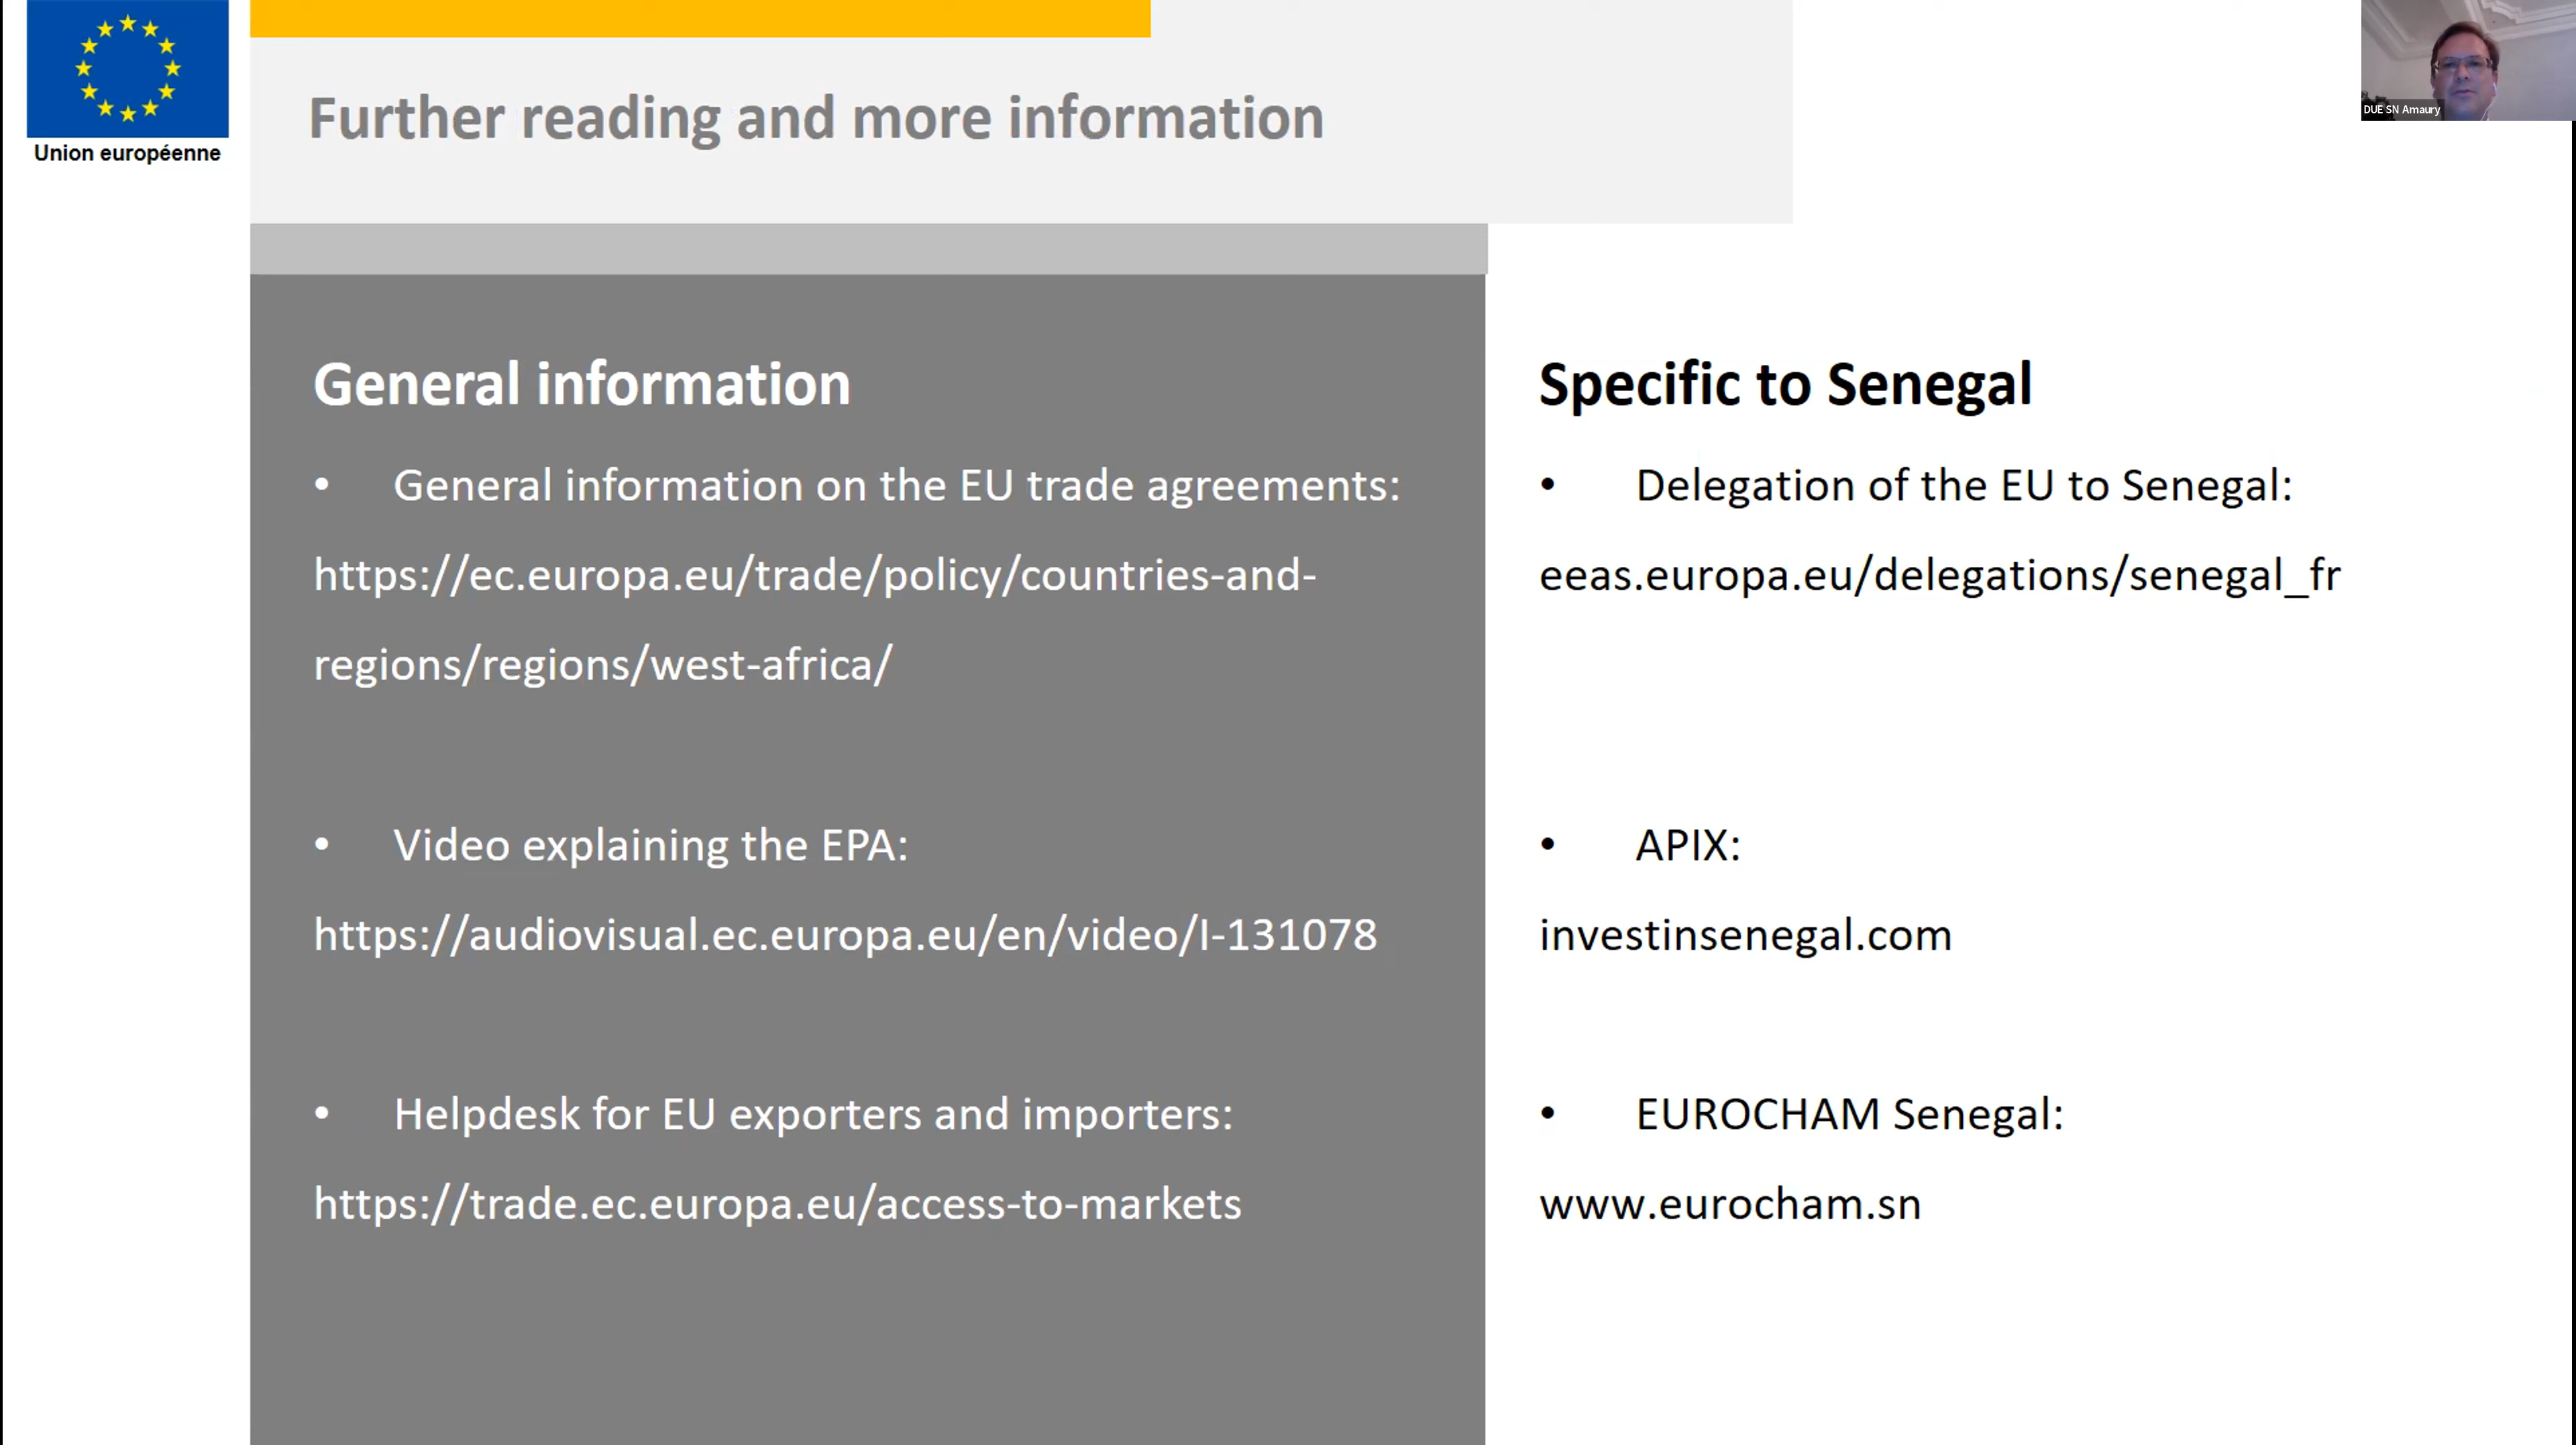 Union européenne
Further reading and more information
DUE SN Amaury
General information
• General information on the EU trade agreements:
https://ec.europa.eu/trade/policy/countries-and-
regions/regions/west-africa/
• Video explaining the EPA:
https://audiovisual.ec.europa.eu/en/video/I-131078
• Helpdesk for EU exporters and importers:
https://trade.ec.europa.eu/access-to-markets
Specific to Senegal
• Delegation of the EU to Senegal:
eeas.europa.eu/delegations/senegal_fr
• APIX:
investinsenegal.com
• EUROCHAM Senegal:
www.eurocham.sn